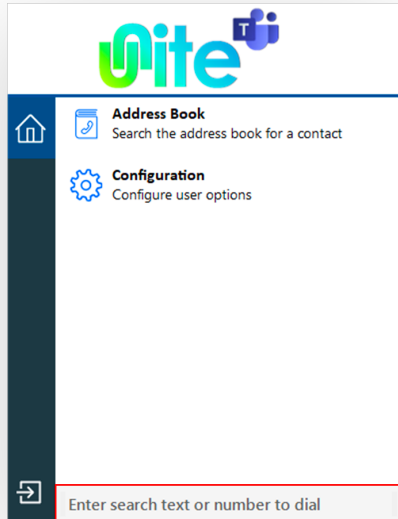 Unite
T
Address Book
Search the address book for a contact
Configuration
Configure user options
Enter search text or number to dial